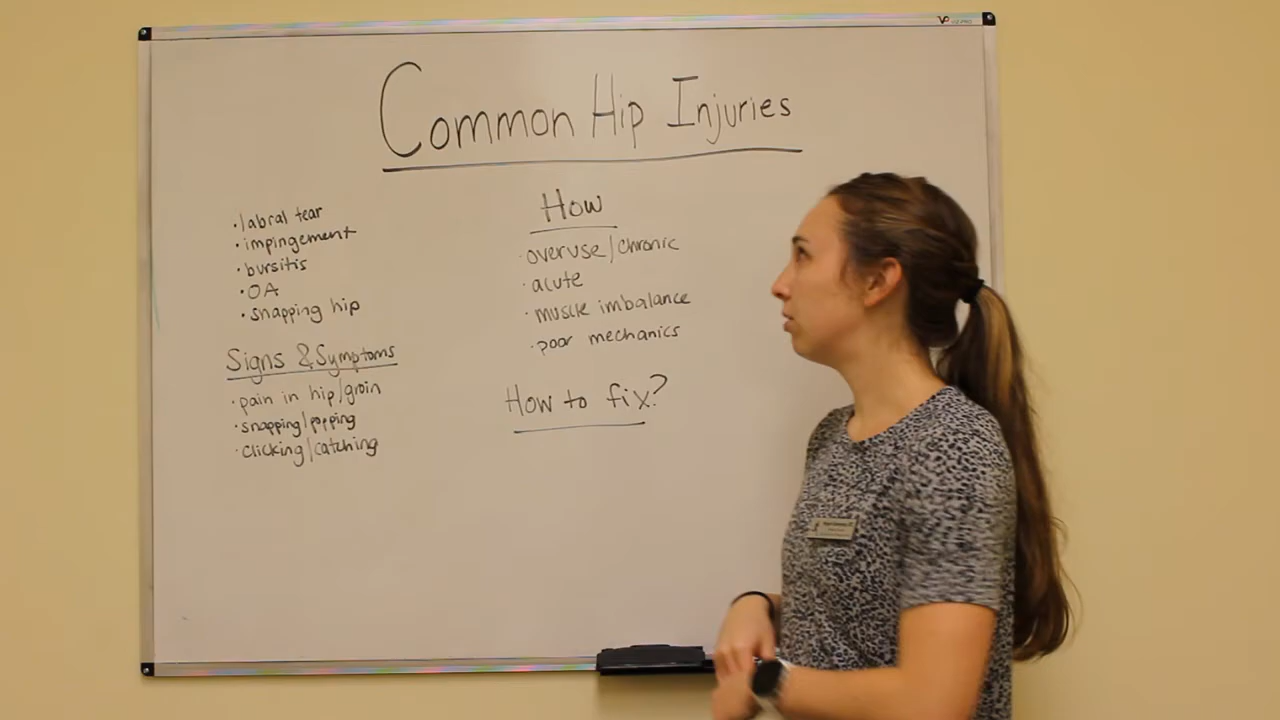 Common Hip Injuries
· labral tear
· impingement
· bursitis
· OA
· snapping hip
Signs & Symptoms
· pain in hip/groin
· snapping/popping
· clicking/catching
How
· overuse/chronic
· acute
· muscle imbalance
· poor mechanics
How to fix?